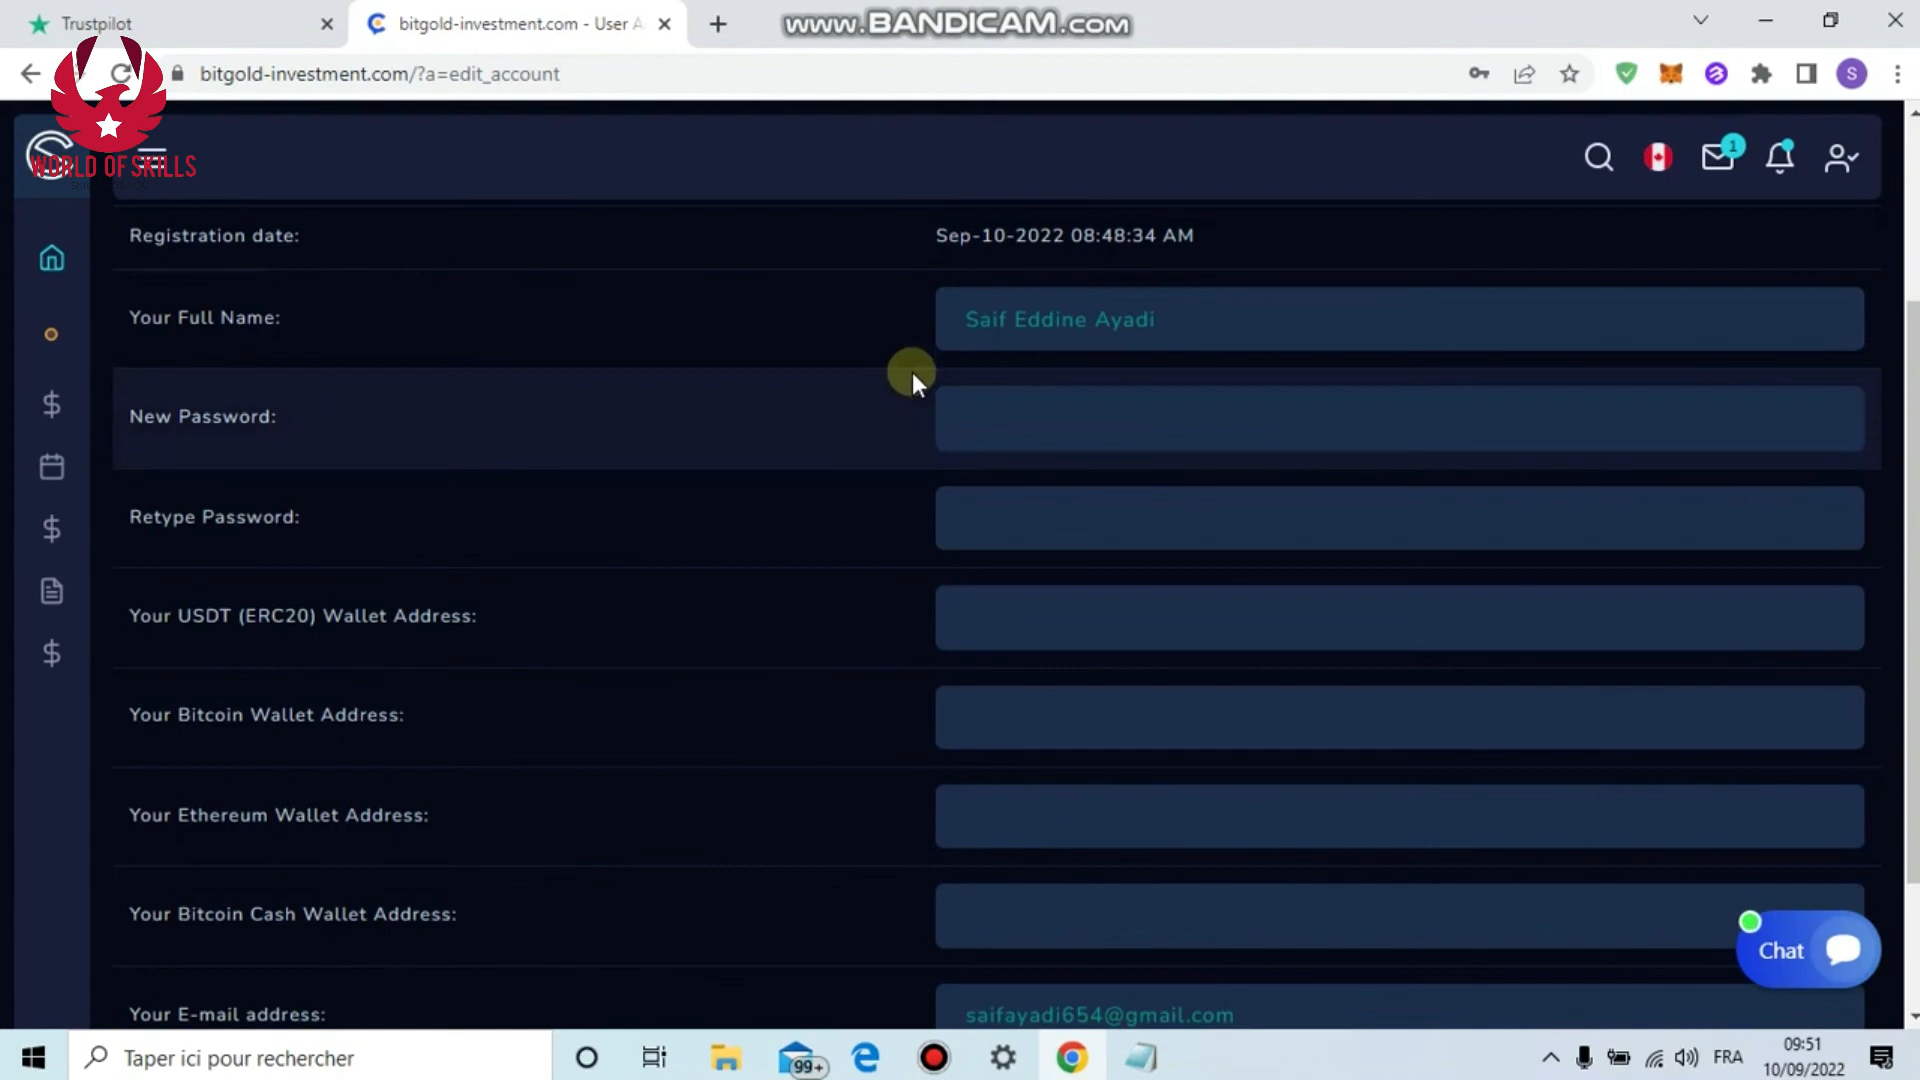 Trustpilot
bitgold-investment.com - User A
www.BANDICAM.com
bitgold-investment.com/?a=edit_account
S
WORLD OF SKILLS
1
Registration date:
Sep-10-2022 08:48:34 AM
Your Full Name:
Saif Eddine Ayadi
New Password:
Retype Password:
Your USDT (ERC20) Wallet Address:
Your Bitcoin Wallet Address:
Your Ethereum Wallet Address:
Your Bitcoin Cash Wallet Address:
Chat
Your E-mail address:
saifayadi654@gmail.com
Taper ici pour rechercher
99+
FRA
09:51
10/09/2022